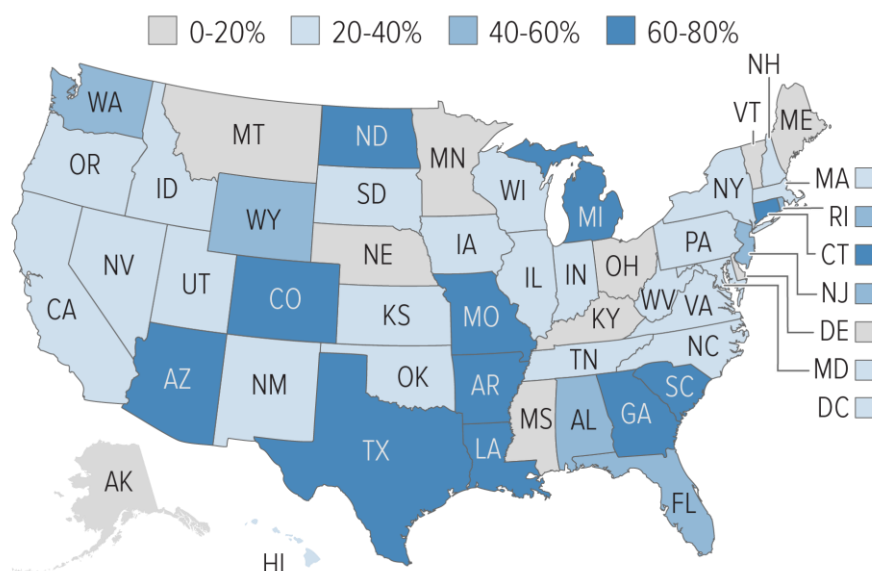 0-20% 20-40% 40-60% 60-80%
NH
WA
VT
ME
MT
ND
MN
OR
MA
ID
SD
WI
NY
MI
RI
WY
IA
PA
CT
NE
NV
OH
IL
IN
NJ
UT
CA
CO
WV
VA
KS
MO
KY
DE
NC
TN
MD
AZ
NM
OK
AR
SC
DC
MS
AL
GA
TX
LA
AK
FL
HI